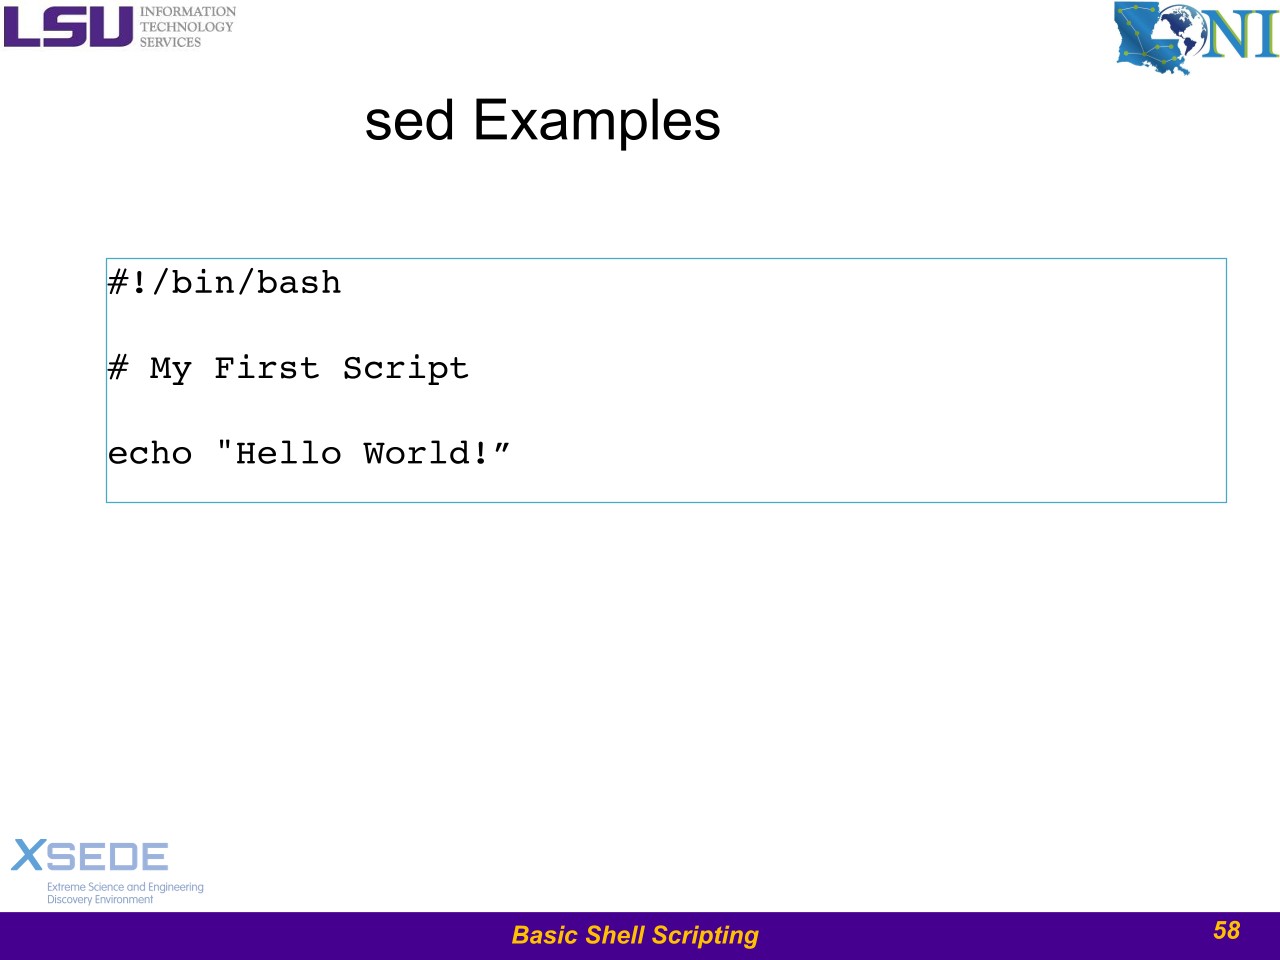 LSU INFORMATION
TECHNOLOGY
SERVICES
LONI
sed Examples
#!/bin/bash
# My First Script
echo "Hello World!”
XSEDE
Extreme Science and Engineering
Discovery Environment
Basic Shell Scripting
58